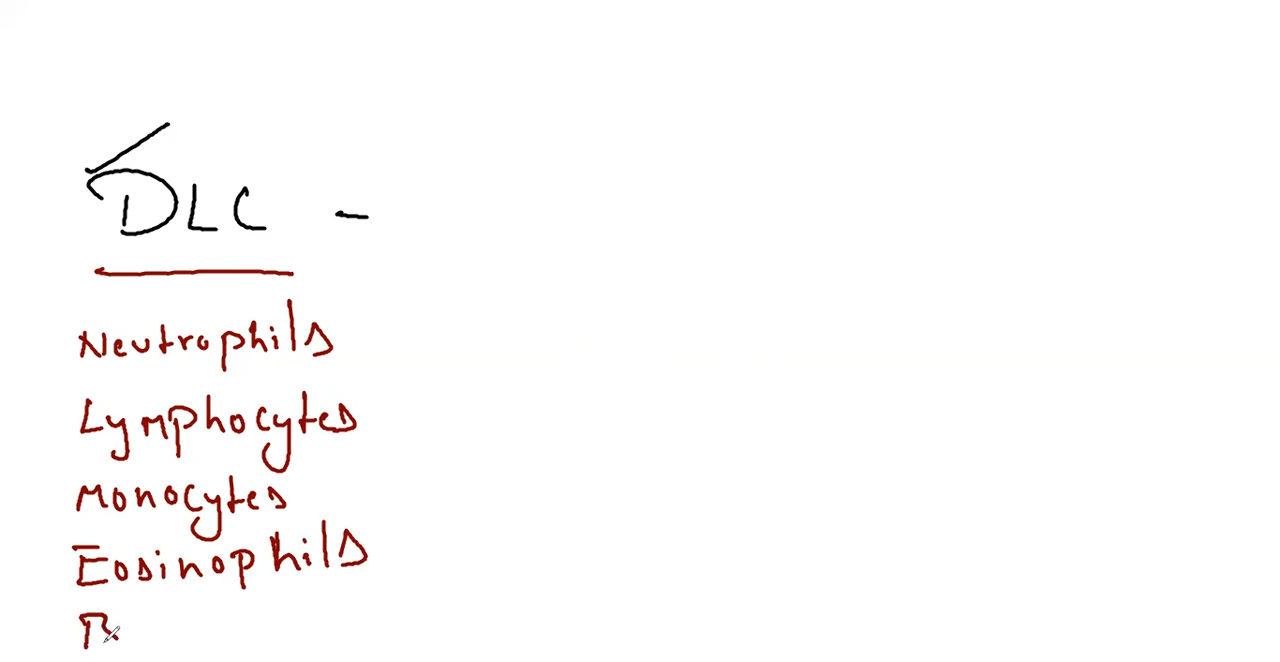 DLC -
Neutrophils
Lymphocytes
Monocytes
Eosinophils